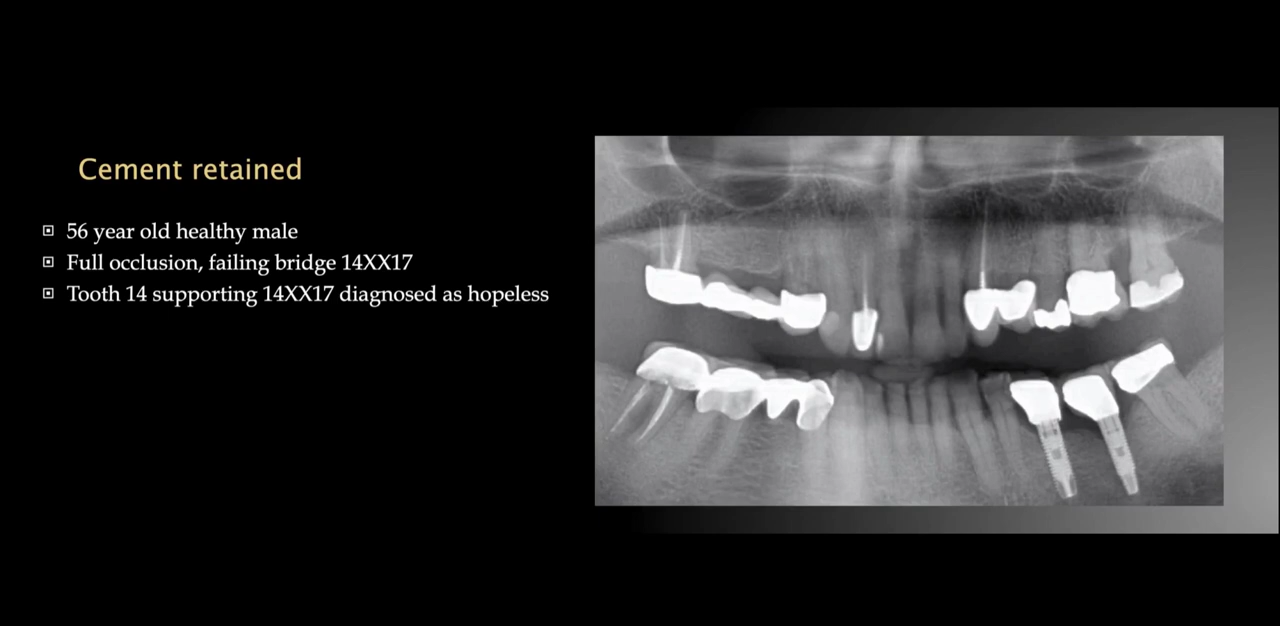 Cement retained
56 year old healthy male
Full occlusion, failing bridge 14XX17
Tooth 14 supporting 14XX17 diagnosed as hopeless